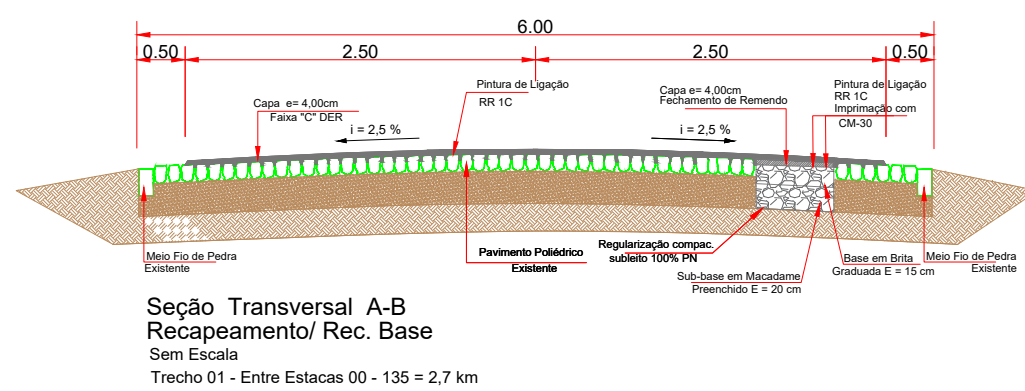 6.00
0.50
2.50
2.50
0.50
Capa e= 4,00cm
Faixa "C" DER
Pintura de Ligação
RR 1C
i = 2,5 %
i = 2,5 %
Capa e= 4,00cm
Fechamento de Remendo
Pintura de Ligação
RR 1C
Imprimação com
CM-30
Meio Fio de Pedra
Existente
Pavimento Poliédrico
Existente
Regularização compac.
subleito 100% PN
Sub-base em Macadame
Preenchido E = 20 cm
Base em Brita
Graduada E = 15 cm
Meio Fio de Pedra
Existente
Seção Transversal A-B
Recapeamento/ Rec. Base
Sem Escala
Trecho 01 - Entre Estacas 00 - 135 = 2,7 km